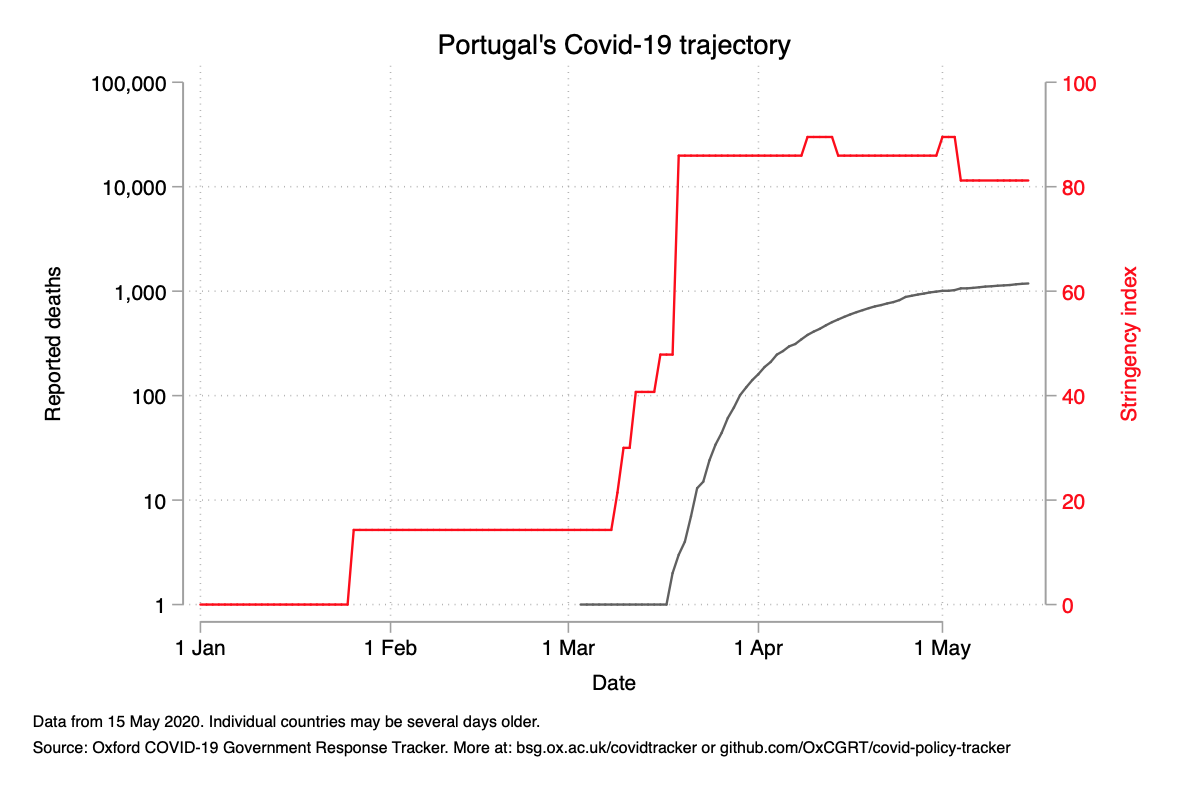 Portugal's Covid-19 trajectory
100,000
10,000
1,000
100
10
1
Reported deaths
100
80
60
40
20
0
Stringency index
1 Jan 1 Feb 1 Mar 1 Apr 1 May
Date
Data from 15 May 2020. Individual countries may be several days older.
Source: Oxford COVID-19 Government Response Tracker. More at: bsg.ox.ac.uk/covidtracker or github.com/OxCGRT/covid-policy-tracker